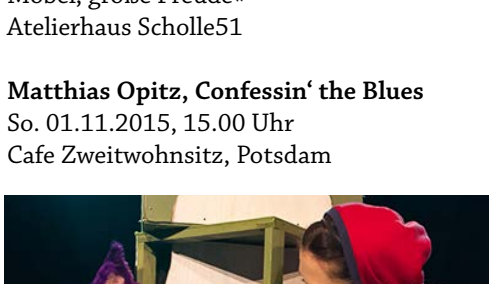 Möbel, große Freude«
Atelierhaus Scholle51
Matthias Opitz, Confessin‘ the Blues
So. 01.11.2015, 15.00 Uhr
Cafe Zweitwohnsitz, Potsdam